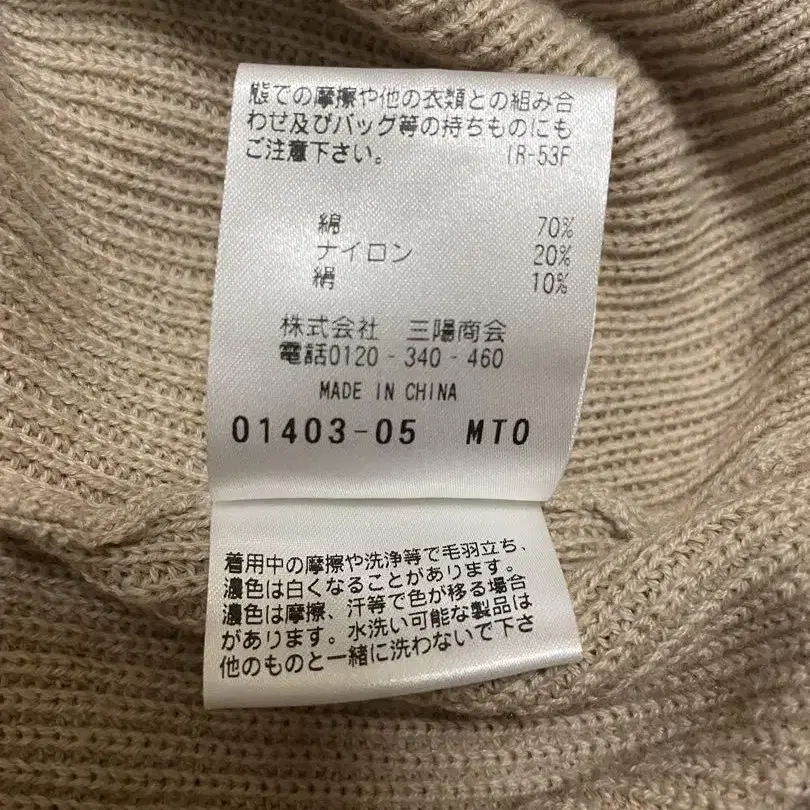 態での摩擦や他の衣類との組み合
わせ及びバッグ等の持ちものにも
ご注意下さい。 IR-53F
綿 70%
ナイロン 20%
絹 10%
株式会社 三陽商会
電話0120-340-460
MADE IN CHINA
01403-05 MTO
着用中の摩擦や洗浄等で毛羽立ち、
濃色は白くなることがあります。
濃色は摩擦、汗等で色が移る場合
があります。水洗い可能な製品は
他のものと一緒に洗わないで下さ